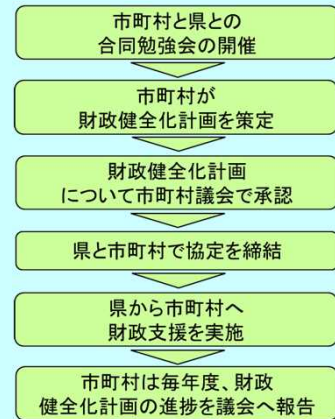 市町村と県との
合同勉強会の開催
市町村が
財政健全化計画を策定
財政健全化計画
について市町村議会で承認
県と市町村で協定を締結
県から市町村へ
財政支援を実施
市町村は毎年度、財政
健全化計画の進捗を議会へ報告